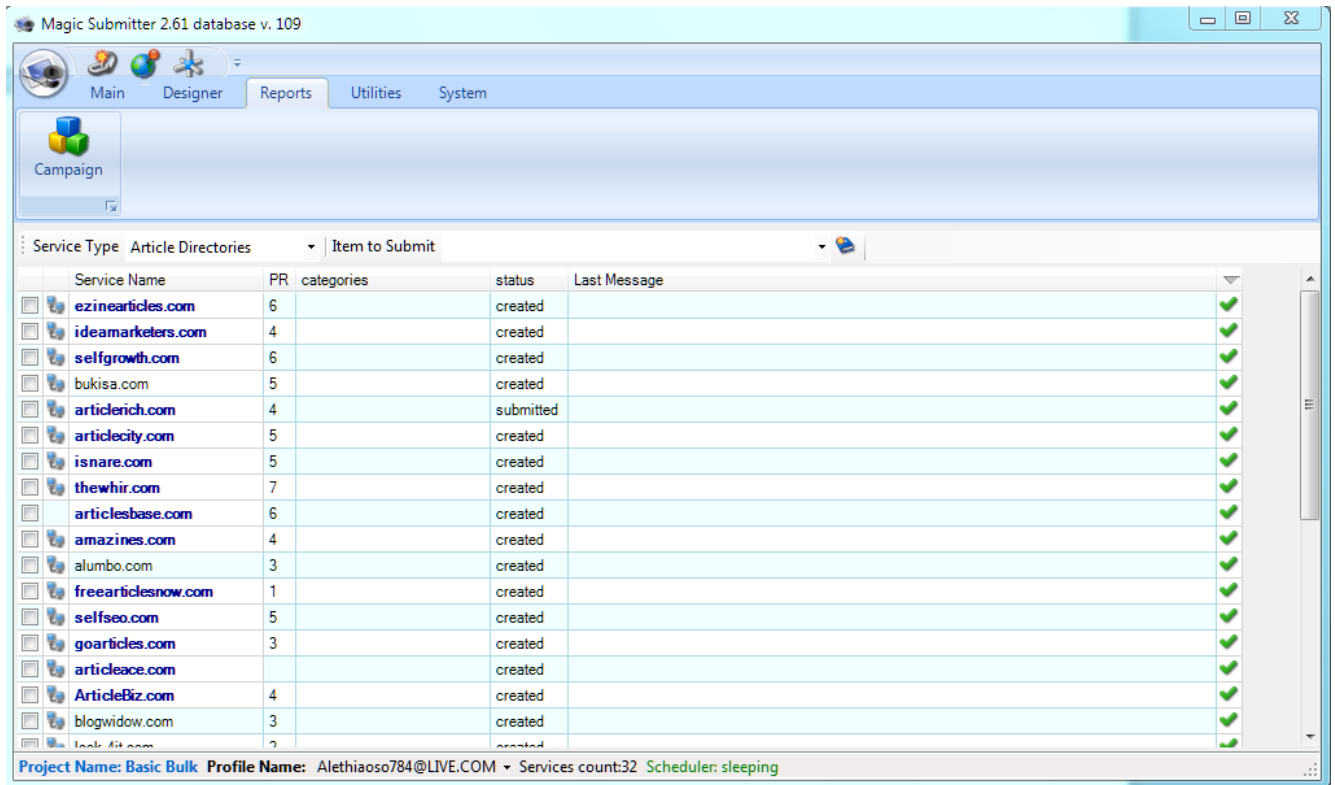 Magic Submitter 2.61 database v. 109
Main Designer Reports Utilities System
Campaign
Service Type Article Directories Item to Submit
Service Name PR categories status Last Message
ezinearticles.com 6 created
ideamarketers.com 4 created
selfgrowth.com 6 created
bukisa.com 5 created
articlerich.com 4 submitted
articlecity.com 5 created
isnare.com 5 created
thewhir.com 7 created
articlesbase.com 6 created
amazines.com 4 created
alumbo.com 3 created
freearticlesnow.com 1 created
selfseo.com 5 created
goarticles.com 3 created
articleace.com created
ArticleBiz.com 4 created
blogwidow.com 3 created
created
Project Name: Basic Bulk Profile Name: Alethiaoso784@LIVE.COM Services count:32 Scheduler: sleeping